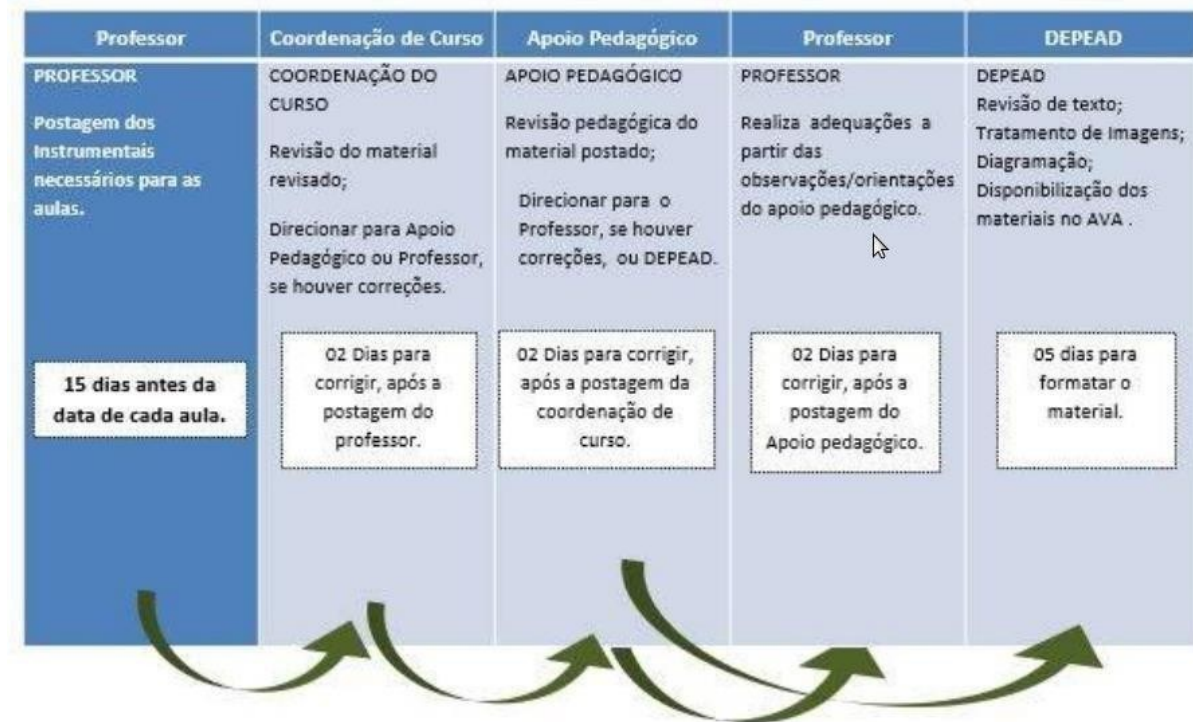 Professor
Coordenação de Curso
Apoio Pedagógico
Professor
DEPEAD
PROFESSOR
Postagem dos
Instrumentais
necessários para as
aulas.
15 dias antes da
data de cada aula.
COORDENAÇÃO DO
CURSO
Revisão do material
revisado;
Direcionar para Apoio
Pedagógico ou Professor,
se houver correções.
02 Dias para
corrigir, após a
postagem do
professor.
APOIO PEDAGÓGICO
Revisão pedagógica do
material postado;
Direcionar para o
Professor, se houver
correções, ou DEPEAD.
02 Dias para corrigir,
após a postagem da
coordenação de
curso.
PROFESSOR
Realiza adequações a
partir das
observações/orientações
do apoio pedagógico.
02 Dias para
corrigir, após a
postagem do
Apoio pedagógico.
DEPEAD
Revisão de texto;
Tratamento de Imagens;
Diagramação;
Disponibilização dos
materiais no AVA .
05 dias para
formatar o
material.